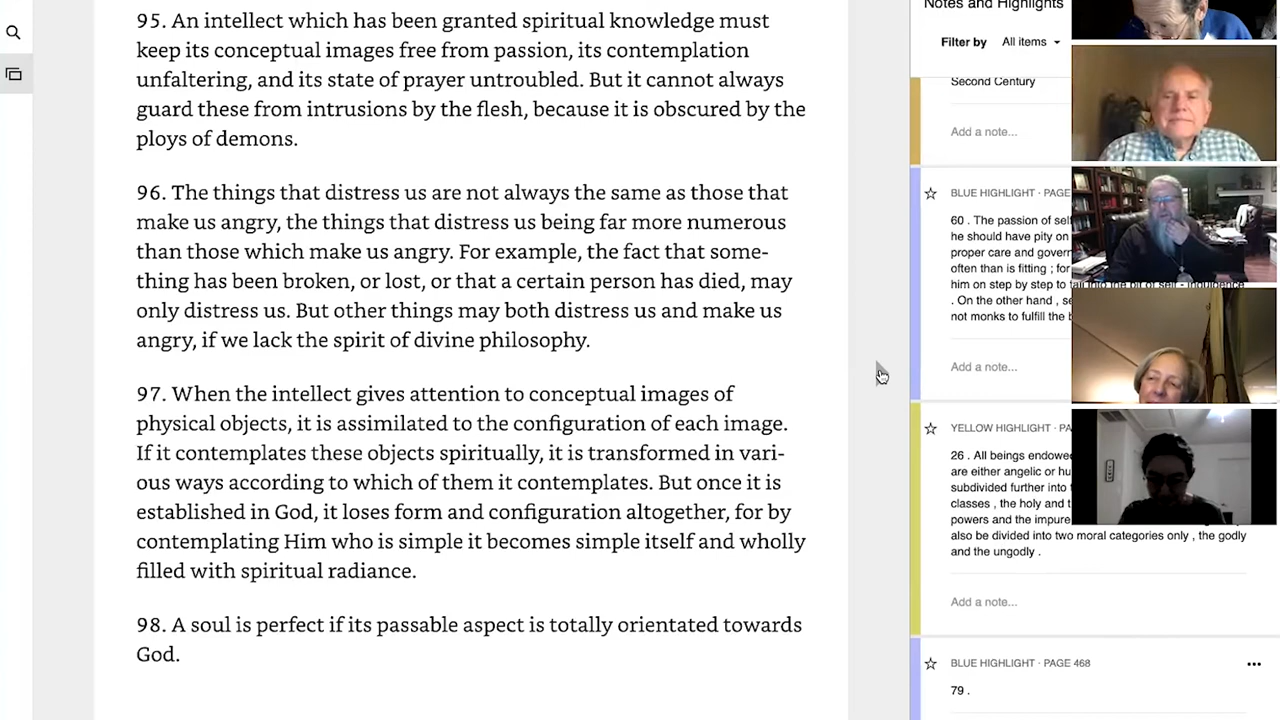 95. An intellect which has been granted spiritual knowledge must
keep its conceptual images free from passion, its contemplation
unfaltering, and its state of prayer untroubled. But it cannot always
guard these from intrusions by the flesh, because it is obscured by the
ploys of demons.
96. The things that distress us are not always the same as those that
make us angry, the things that distress us being far more numerous
than those which make us angry. For example, the fact that some-
thing has been broken, or lost, or that a certain person has died, may
only distress us. But other things may both distress us and make us
angry, if we lack the spirit of divine philosophy.
97. When the intellect gives attention to conceptual images of
physical objects, it is assimilated to the configuration of each image.
If it contemplates these objects spiritually, it is transformed in vari-
ous ways according to which of them it contemplates. But once it is
established in God, it loses form and configuration altogether, for by
contemplating Him who is simple it becomes simple itself and wholly
filled with spiritual radiance.
98. A soul is perfect if its passable aspect is totally orientated towards
God.
Notes and Highlights
Filter by All items
Second Century
Add a note...
BLUE HIGHLIGHT · PAGE
60 . The passion of self
he should have pity on
proper care and govern
often than is fitting ; for
him on step by step to fall into the pit of self - indulgence
. On the other hand , se
not monks to fulfill the b
Add a note...
YELLOW HIGHLIGHT · PA
26 . All beings endowed
are either angelic or hu
subdivided further into
classes , the holy and t
powers and the impure
also be divided into two moral categories only , the godly
and the ungodly .
Add a note...
BLUE HIGHLIGHT · PAGE 468
79 .